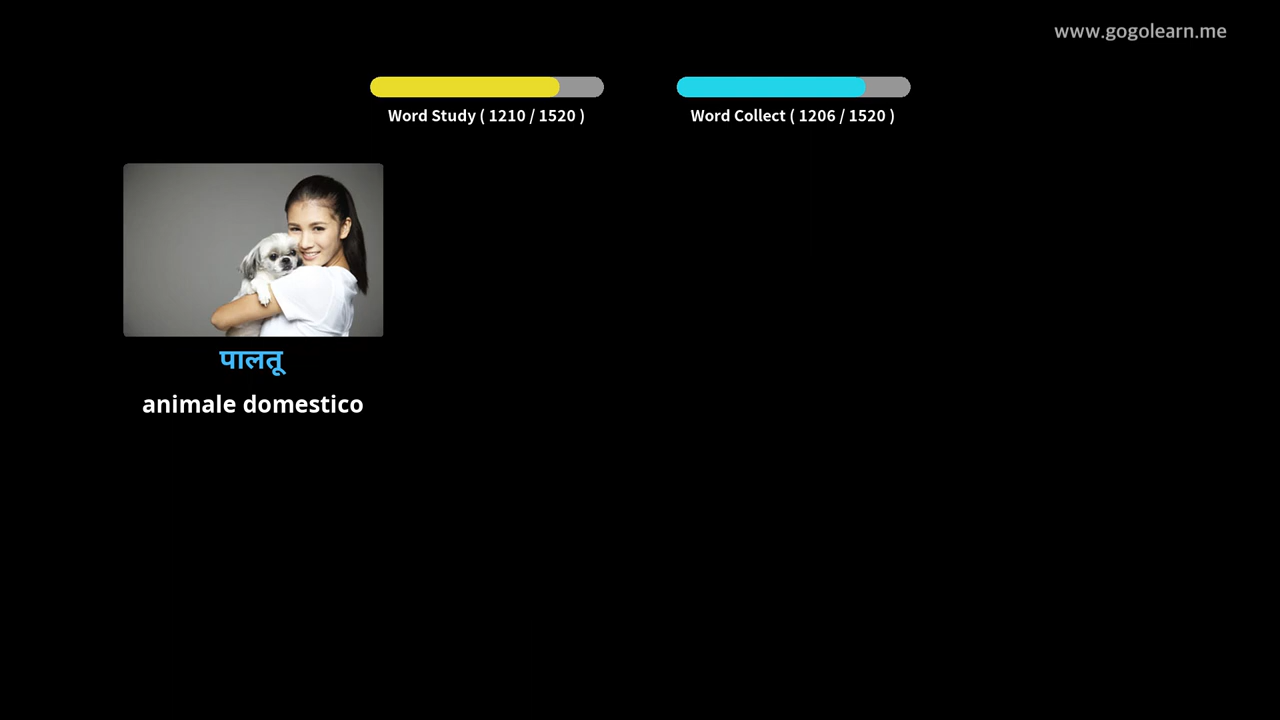 www.gogolearn.me
Word Study ( 1210 / 1520 )
Word Collect ( 1206 / 1520 )
पालतू
animale domestico